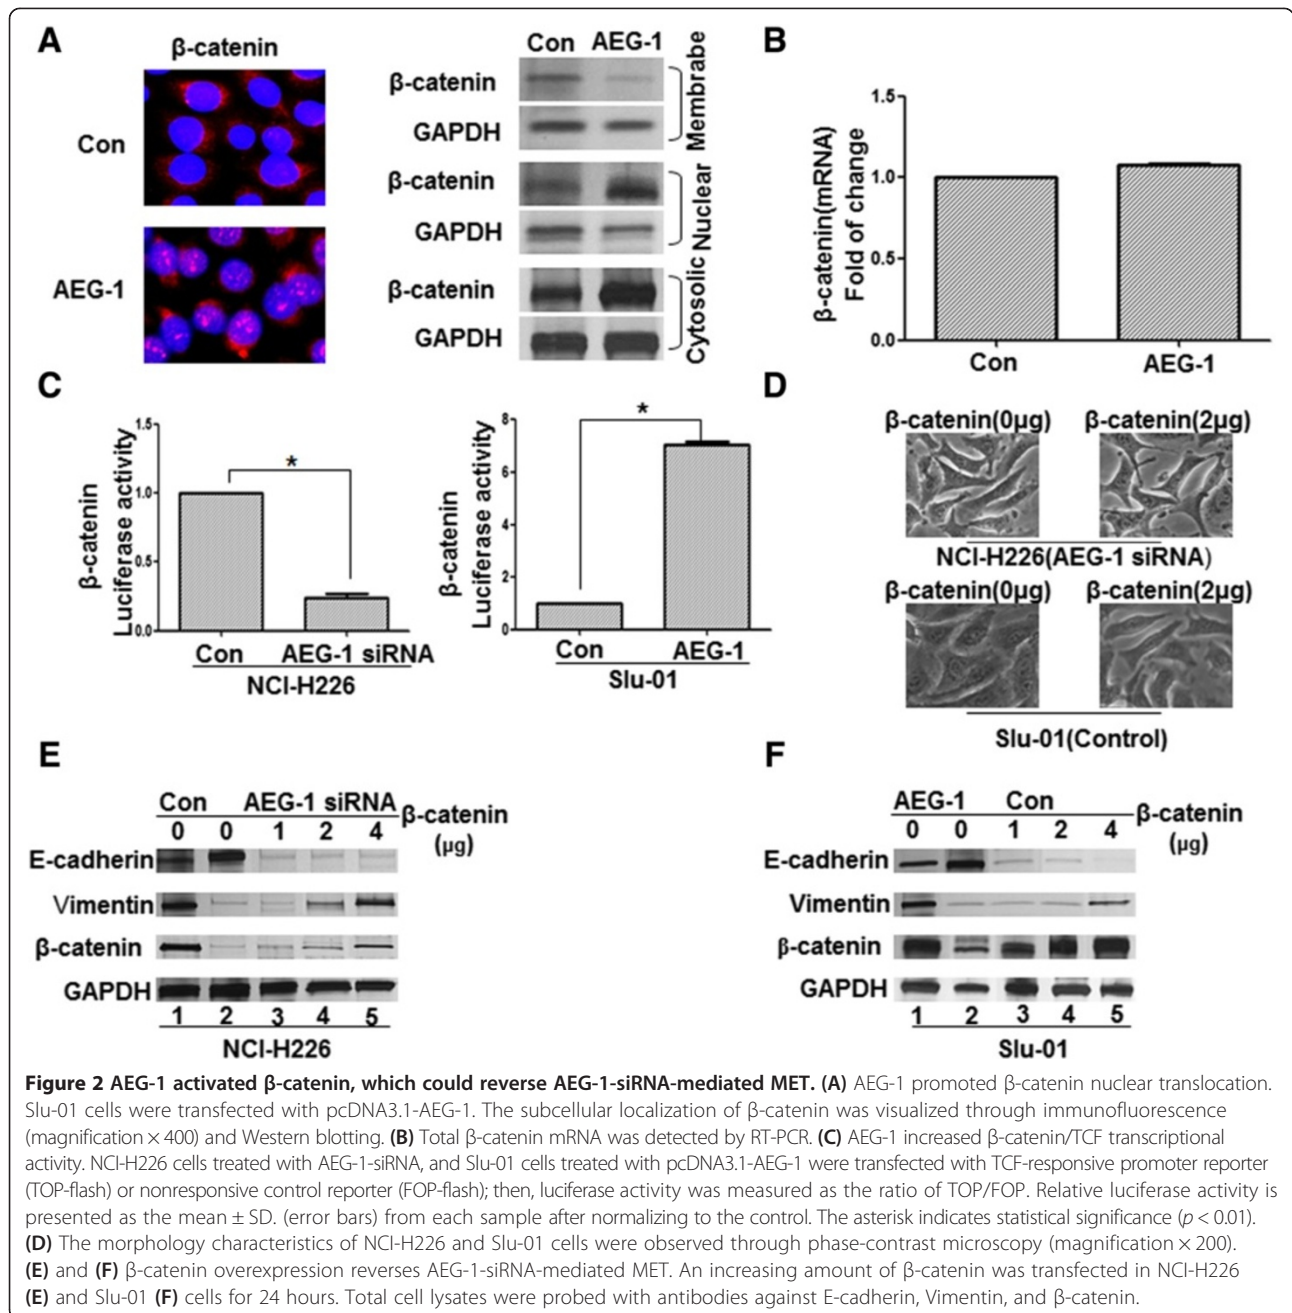 A
β-catenin
Con
AEG-1
Con AEG-1
β-catenin
GAPDH
Membrabe
β-catenin
GAPDH
Nuclear
β-catenin
GAPDH
Cytosolic
B
β-catenin(mRNA)
Fold of change
1.5
1.0
0.5
0.0
Con AEG-1
C
β-catenin
Luciferase activity
1.5
1.0
0.5
0.0
*
Con AEG-1 siRNA
NCI-H226
β-catenin
Luciferase activity
8
6
4
2
0
*
Con AEG-1
Slu-01
D
β-catenin(0μg) β-catenin(2μg)
NCI-H226(AEG-1 siRNA)
β-catenin(0μg) β-catenin(2μg)
Slu-01(Control)
E
Con AEG-1 siRNA β-catenin
0 0 1 2 4 (μg)
E-cadherin
Vimentin
β-catenin
GAPDH
1 2 3 4 5
NCI-H226
F
AEG-1 Con β-catenin
0 0 1 2 4 (μg)
E-cadherin
Vimentin
β-catenin
GAPDH
1 2 3 4 5
Slu-01
Figure 2 AEG-1 activated β-catenin, which could reverse AEG-1-siRNA-mediated MET. (A) AEG-1 promoted β-catenin nuclear translocation.
Slu-01 cells were transfected with pcDNA3.1-AEG-1. The subcellular localization of β-catenin was visualized through immunofluorescence
(magnification × 400) and Western blotting. (B) Total β-catenin mRNA was detected by RT-PCR. (C) AEG-1 increased β-catenin/TCF transcriptional
activity. NCI-H226 cells treated with AEG-1-siRNA, and Slu-01 cells treated with pcDNA3.1-AEG-1 were transfected with TCF-responsive promoter reporter
(TOP-flash) or nonresponsive control reporter (FOP-flash); then, luciferase activity was measured as the ratio of TOP/FOP. Relative luciferase activity is
presented as the mean ± SD. (error bars) from each sample after normalizing to the control. The asterisk indicates statistical significance (p < 0.01).
(D) The morphology characteristics of NCI-H226 and Slu-01 cells were observed through phase-contrast microscopy (magnification × 200).
(E) and (F) β-catenin overexpression reverses AEG-1-siRNA-mediated MET. An increasing amount of β-catenin was transfected in NCI-H226
(E) and Slu-01 (F) cells for 24 hours. Total cell lysates were probed with antibodies against E-cadherin, Vimentin, and β-catenin.